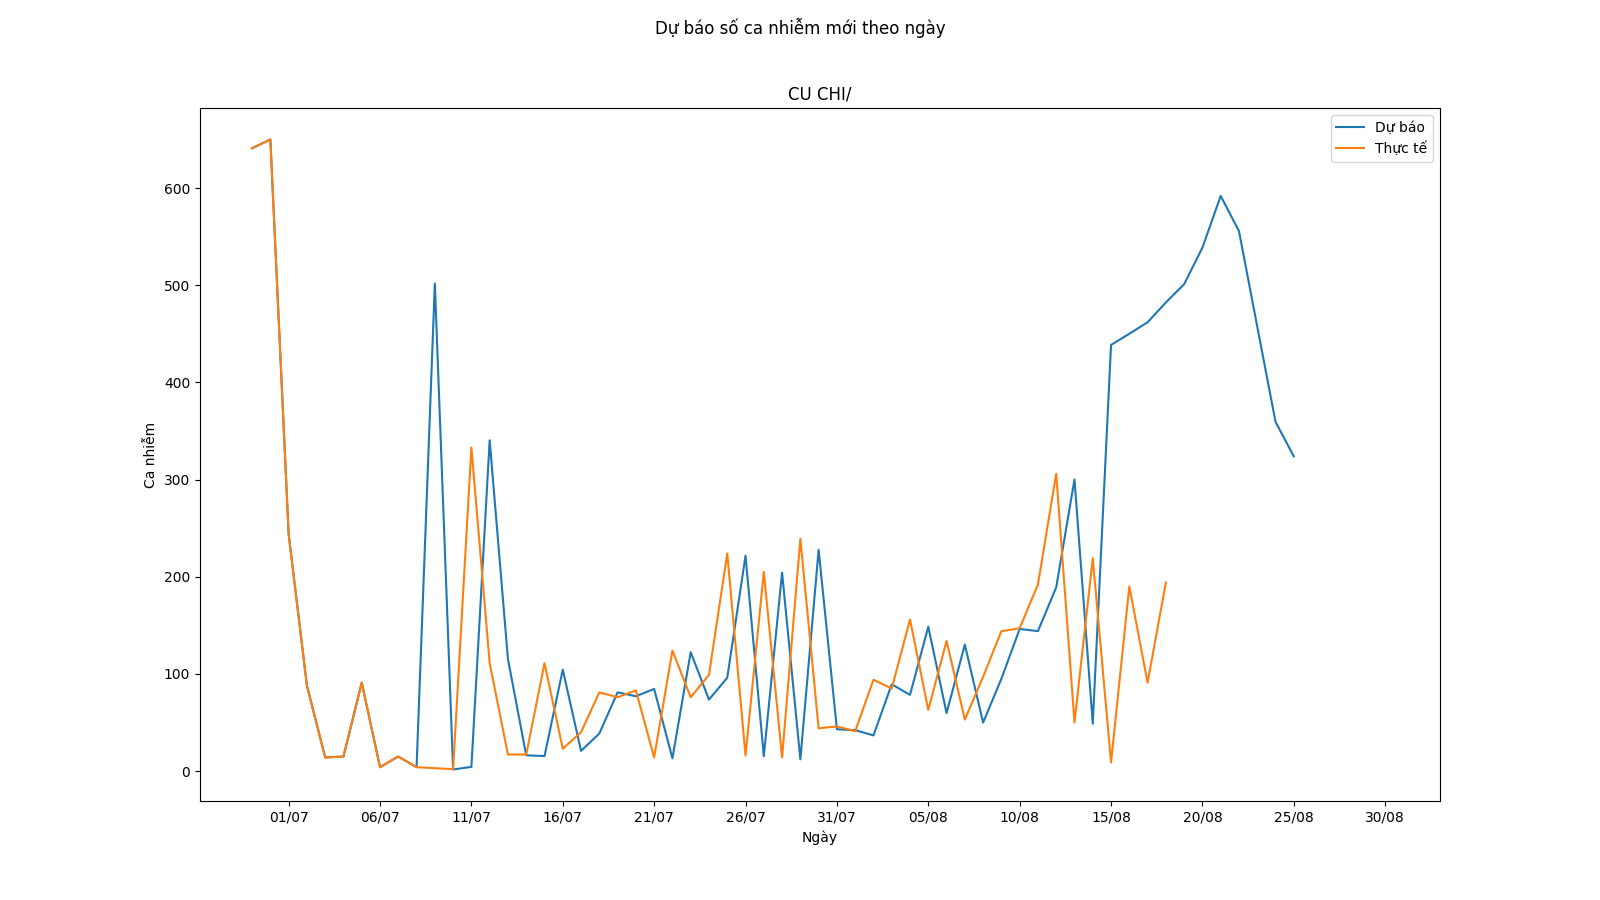 Dự báo số ca nhiễm mới theo ngày
CU CHI/
Dự báo
Thực tế
600
500
400
300
200
100
0
Ca nhiễm
01/07 06/07 11/07 16/07 21/07 26/07 31/07 05/08 10/08 15/08 20/08 25/08 30/08
Ngày